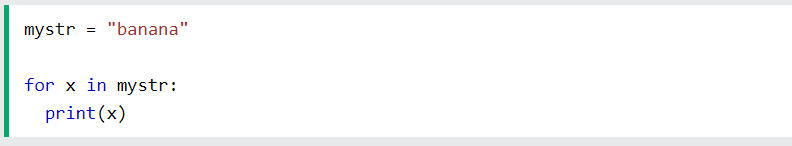 mystr = "banana"
for x in mystr:
  print(x)